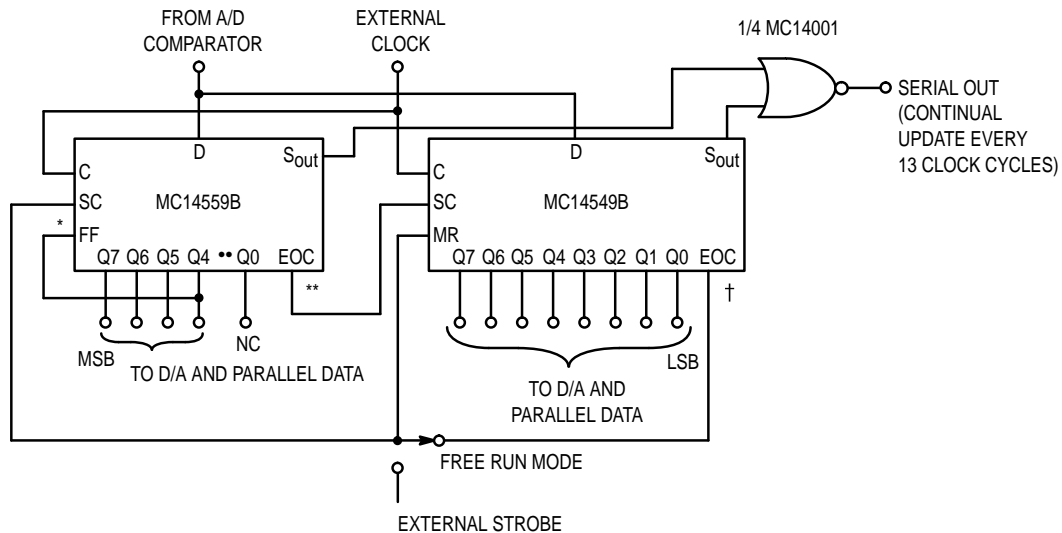 FROM A/D
COMPARATOR
EXTERNAL
CLOCK
1/4 MC14001
SERIAL OUT
(CONTINUAL
UPDATE EVERY
13 CLOCK CYCLES)
D
Sout
C
SC
* FF
MC14559B
Q7 Q6 Q5 Q4 •• Q0 EOC
**
D
Sout
C
SC
MR
MC14549B
Q7 Q6 Q5 Q4 Q3 Q2 Q1 Q0 EOC
†
MSB
NC
TO D/A AND PARALLEL DATA
LSB
TO D/A AND
PARALLEL DATA
FREE RUN MODE
EXTERNAL STROBE